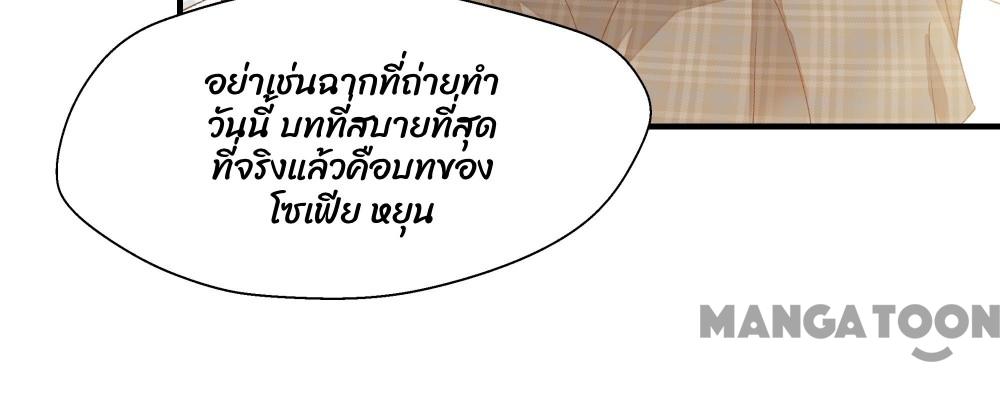 อย่าเช่นฉากที่ถ่ายทำ
วันนี้ บทที่สบายที่สุด
ที่จริงแล้วคือบทของ
โซเฟีย หยุน
MANGATOON